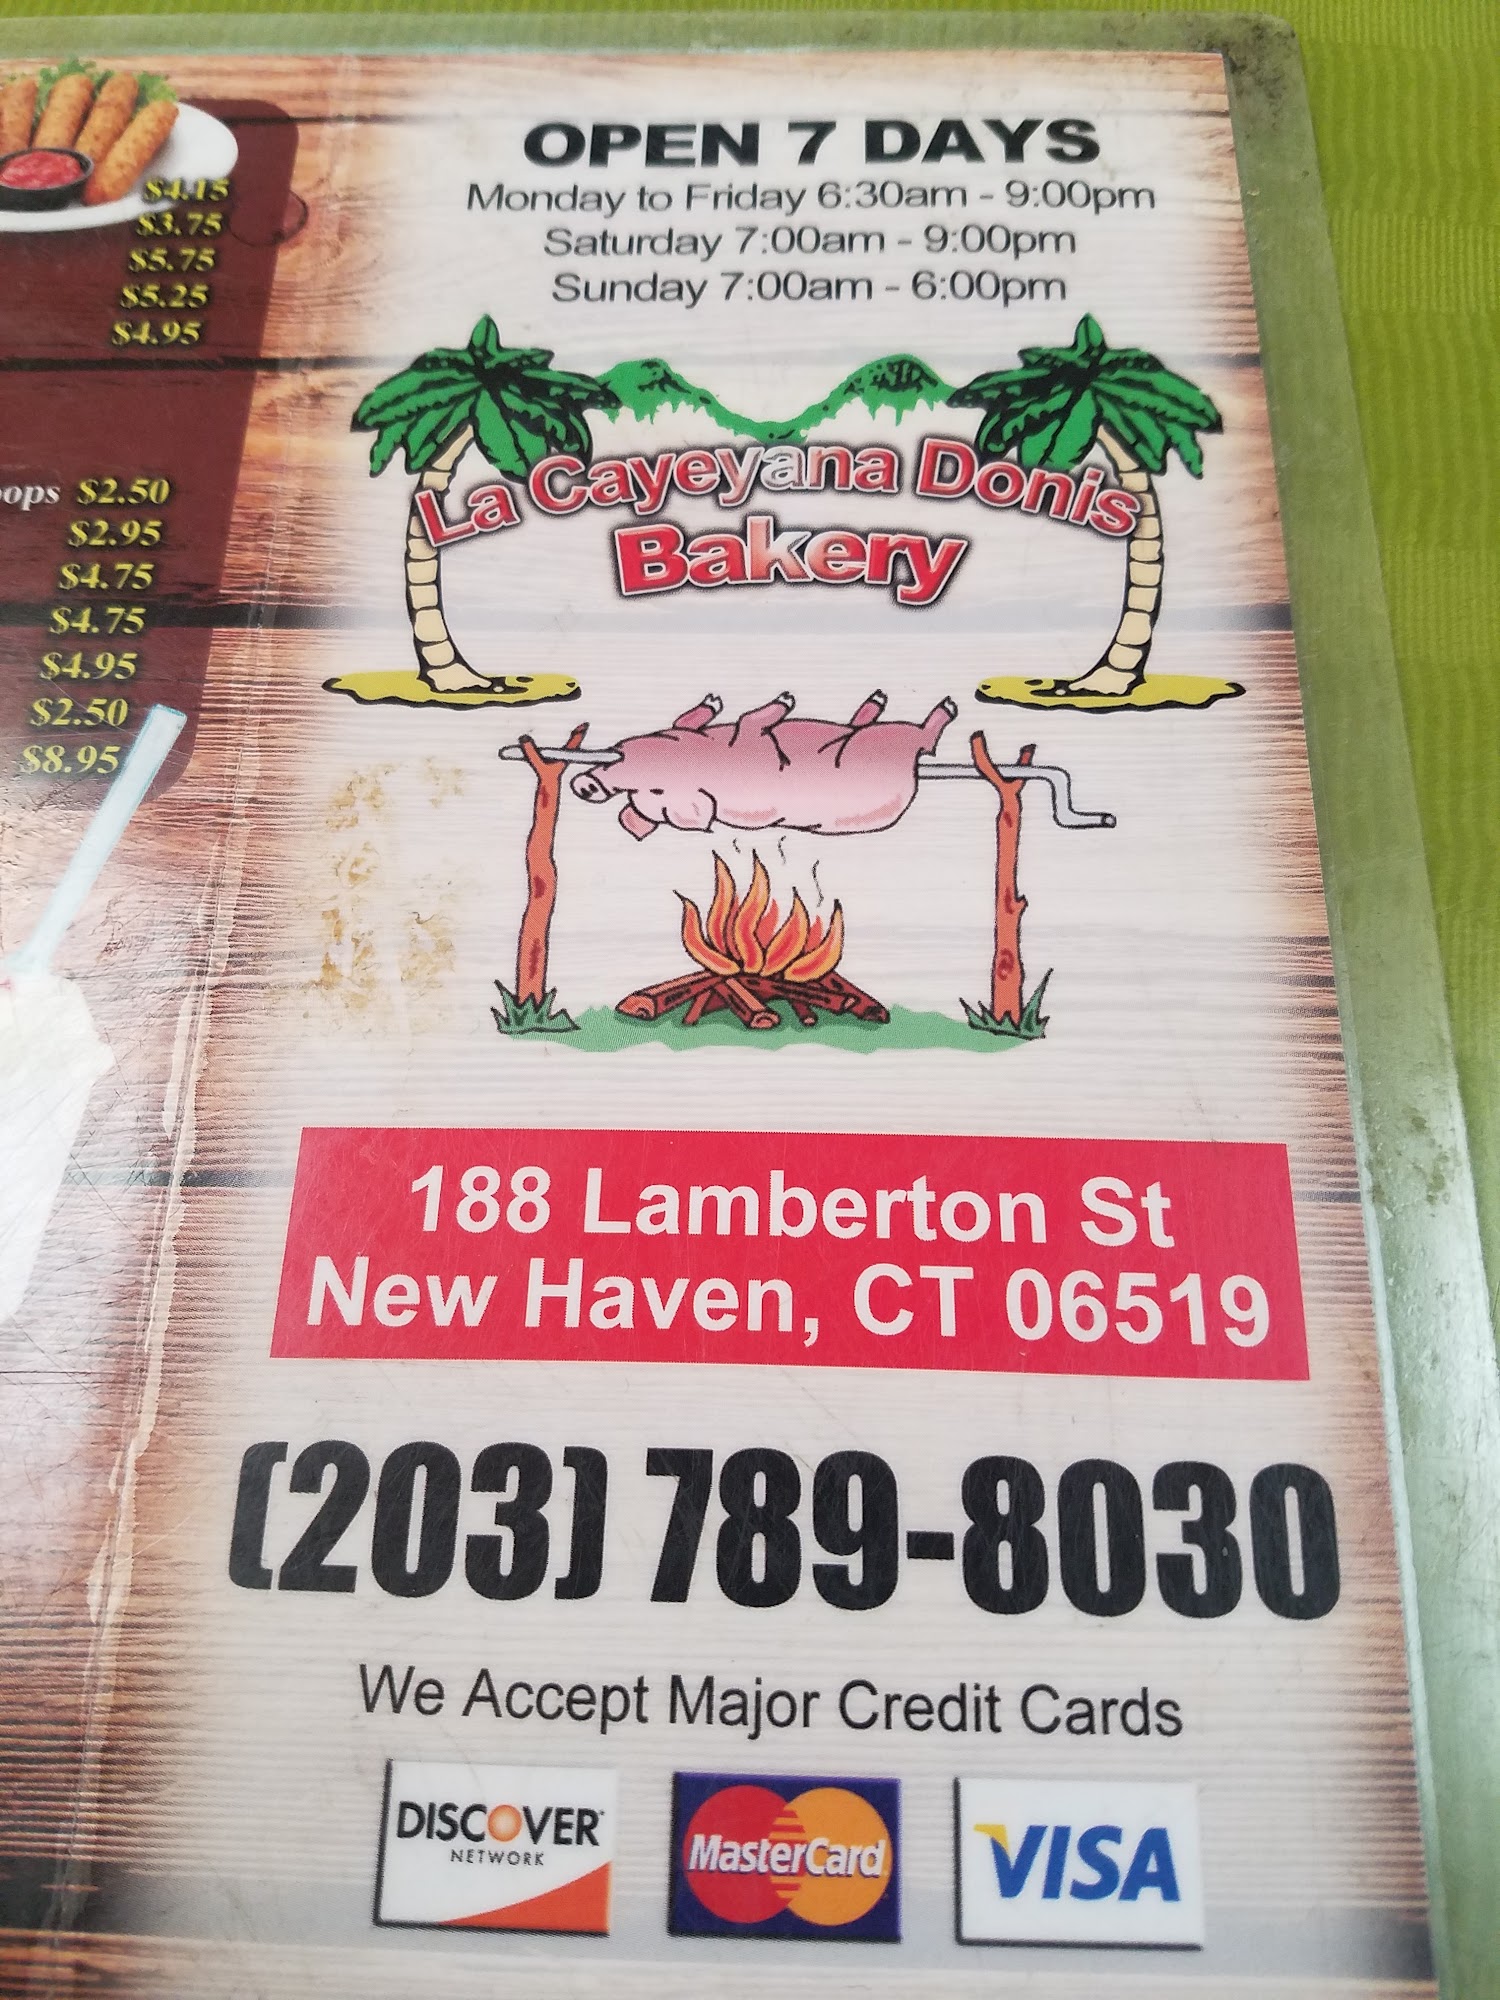 $4.15
$3.75
$5.75
$5.25
$4.95
$2.50
$2.95
$4.75
$4.75
$4.95
$2.50
$8.95
OPEN 7 DAYS
Monday to Friday 6:30am - 9:00pm
Saturday 7:00am - 9:00pm
Sunday 7:00am - 6:00pm
La Cayeyana Donis
Bakery
188 Lamberton St
New Haven, CT 06519
(203) 789-8030
We Accept Major Credit Cards
DISCOVER
NETWORK
MasterCard
VISA